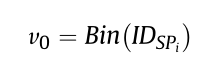 ν₀ = Bin(ID_{SP_i})